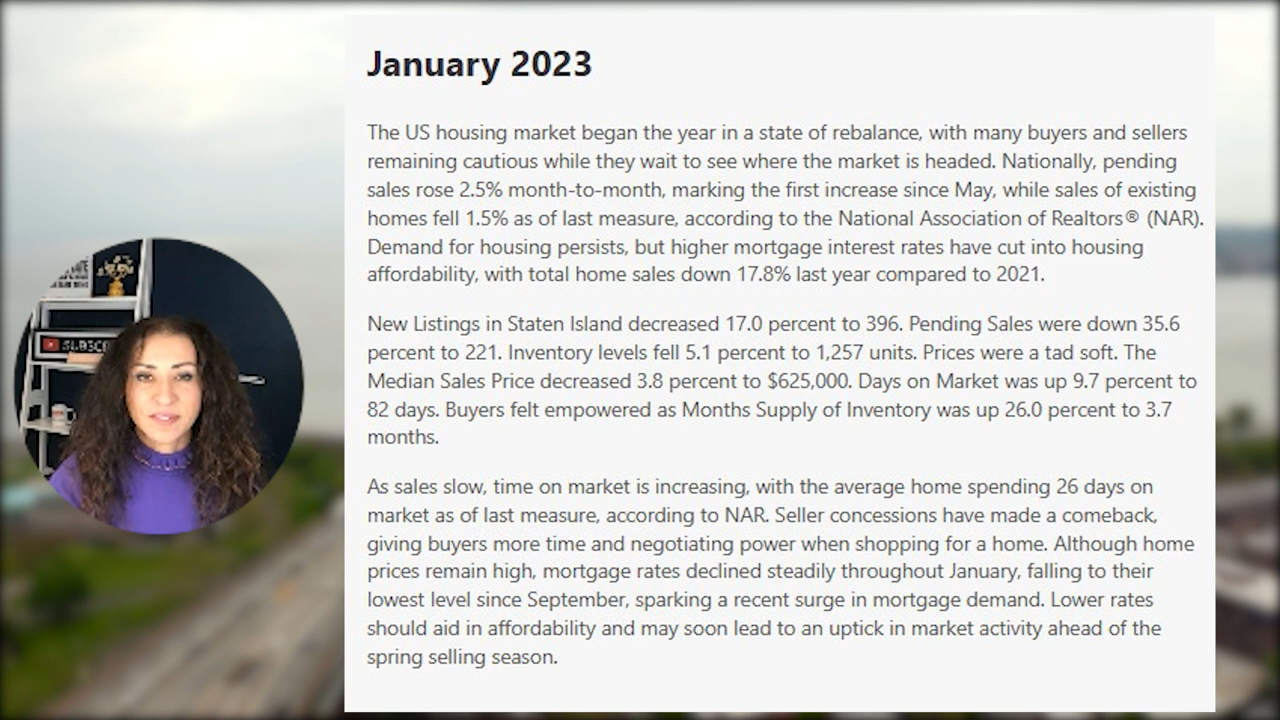 January 2023
The US housing market began the year in a state of rebalance, with many buyers and sellers
remaining cautious while they wait to see where the market is headed. Nationally, pending
sales rose 2.5% month-to-month, marking the first increase since May, while sales of existing
homes fell 1.5% as of last measure, according to the National Association of Realtors® (NAR).
Demand for housing persists, but higher mortgage interest rates have cut into housing
affordability, with total home sales down 17.8% last year compared to 2021.
New Listings in Staten Island decreased 17.0 percent to 396. Pending Sales were down 35.6
percent to 221. Inventory levels fell 5.1 percent to 1,257 units. Prices were a tad soft. The
Median Sales Price decreased 3.8 percent to $625,000. Days on Market was up 9.7 percent to
82 days. Buyers felt empowered as Months Supply of Inventory was up 26.0 percent to 3.7
months.
As sales slow, time on market is increasing, with the average home spending 26 days on
market as of last measure, according to NAR. Seller concessions have made a comeback,
giving buyers more time and negotiating power when shopping for a home. Although home
prices remain high, mortgage rates declined steadily throughout January, falling to their
lowest level since September, sparking a recent surge in mortgage demand. Lower rates
should aid in affordability and may soon lead to an uptick in market activity ahead of the
spring selling season.